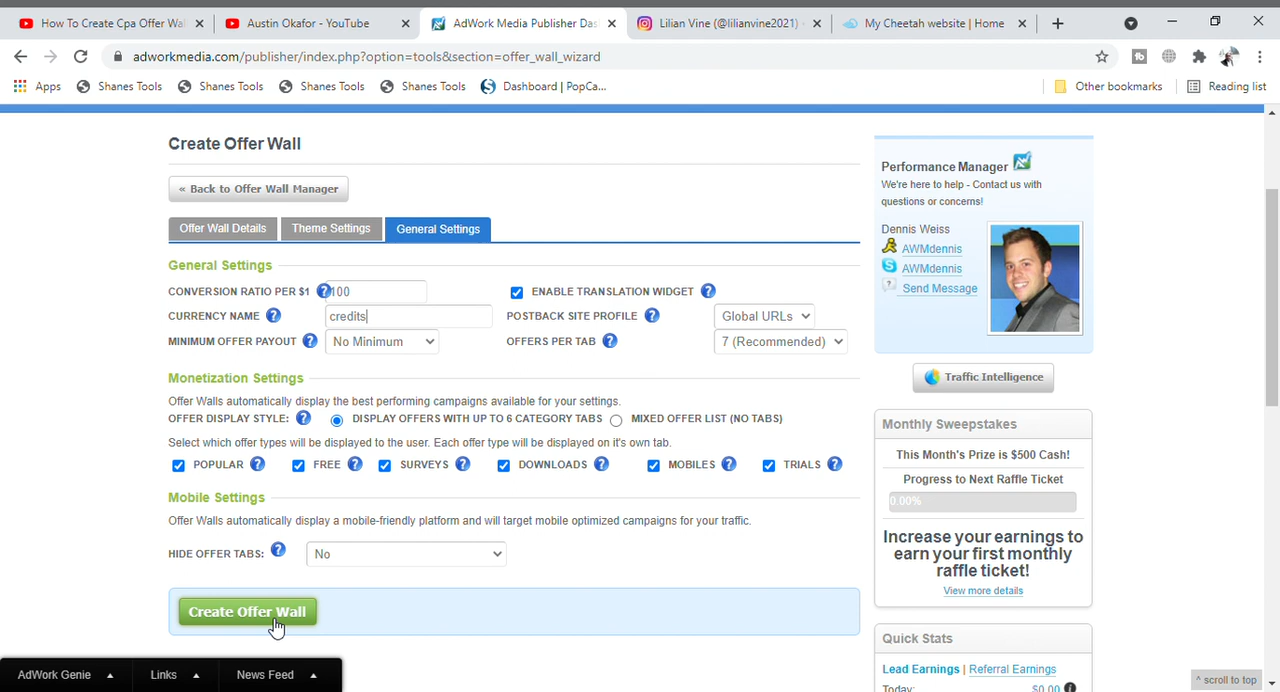 How To Create Cpa Offer Wal
Austin Okafor - YouTube
AdWork Media Publisher Das
Lilian Vine (@lilianvine2021)
My Cheetah website | Home
adworkmedia.com/publisher/index.php?option=tools&section=offer_wall_wizard
Apps
Shanes Tools
Shanes Tools
Shanes Tools
Shanes Tools
Dashboard | PopCa...
Other bookmarks
Reading list
Create Offer Wall
« Back to Offer Wall Manager
Offer Wall Details
Theme Settings
General Settings
General Settings
CONVERSION RATIO PER $1 ? 100
ENABLE TRANSLATION WIDGET ?
CURRENCY NAME ? credits
POSTBACK SITE PROFILE ? Global URLs
MINIMUM OFFER PAYOUT ? No Minimum
OFFERS PER TAB ? 7 (Recommended)
Monetization Settings
Offer Walls automatically display the best performing campaigns available for your settings.
OFFER DISPLAY STYLE: ? DISPLAY OFFERS WITH UP TO 6 CATEGORY TABS MIXED OFFER LIST (NO TABS)
Select which offer types will be displayed to the user. Each offer type will be displayed on it's own tab.
POPULAR ? FREE ? SURVEYS ? DOWNLOADS ? MOBILES ? TRIALS ?
Mobile Settings
Offer Walls automatically display a mobile-friendly platform and will target mobile optimized campaigns for your traffic.
HIDE OFFER TABS: ? No
Create Offer Wall
Performance Manager
We're here to help - Contact us with
questions or concerns!
Dennis Weiss
AWMdennis
AWMdennis
Send Message
Traffic Intelligence
Monthly Sweepstakes
This Month's Prize is $500 Cash!
Progress to Next Raffle Ticket
0.00%
Increase your earnings to
earn your first monthly
raffle ticket!
View more details
Quick Stats
Lead Earnings | Referral Earnings
Today: $0.00
AdWork Genie
Links
News Feed
^ scroll to top